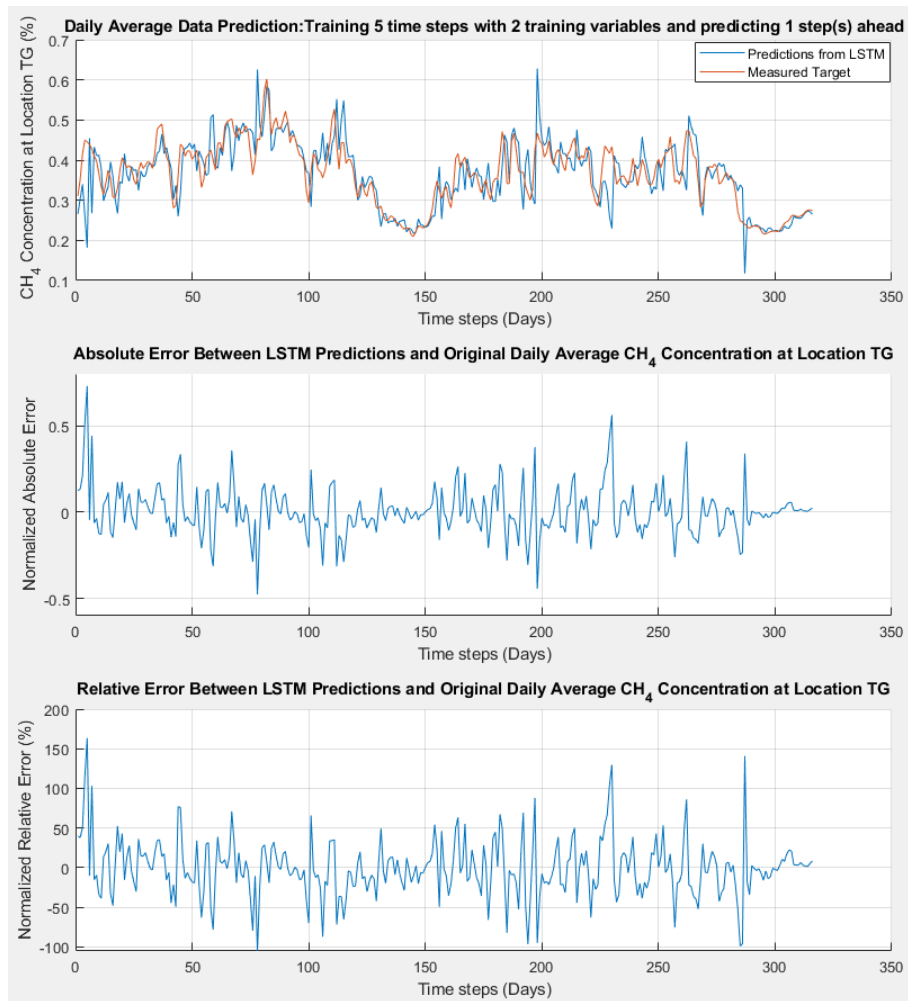 Daily Average Data Prediction:Training 5 time steps with 2 training variables and predicting 1 step(s) ahead
CH4 Concentration at Location TG (%)
0.7
0.6
0.5
0.4
0.3
0.2
0.1
Predictions from LSTM
Measured Target
0 50 100 150 200 250 300 350
Time steps (Days)
Absolute Error Between LSTM Predictions and Original Daily Average CH4 Concentration at Location TG
Normalized Absolute Error
0.5
0
-0.5
0 50 100 150 200 250 300 350
Time steps (Days)
Relative Error Between LSTM Predictions and Original Daily Average CH4 Concentration at Location TG
Normalized Relative Error (%)
200
150
100
50
0
-50
-100
0 50 100 150 200 250 300 350
Time steps (Days)